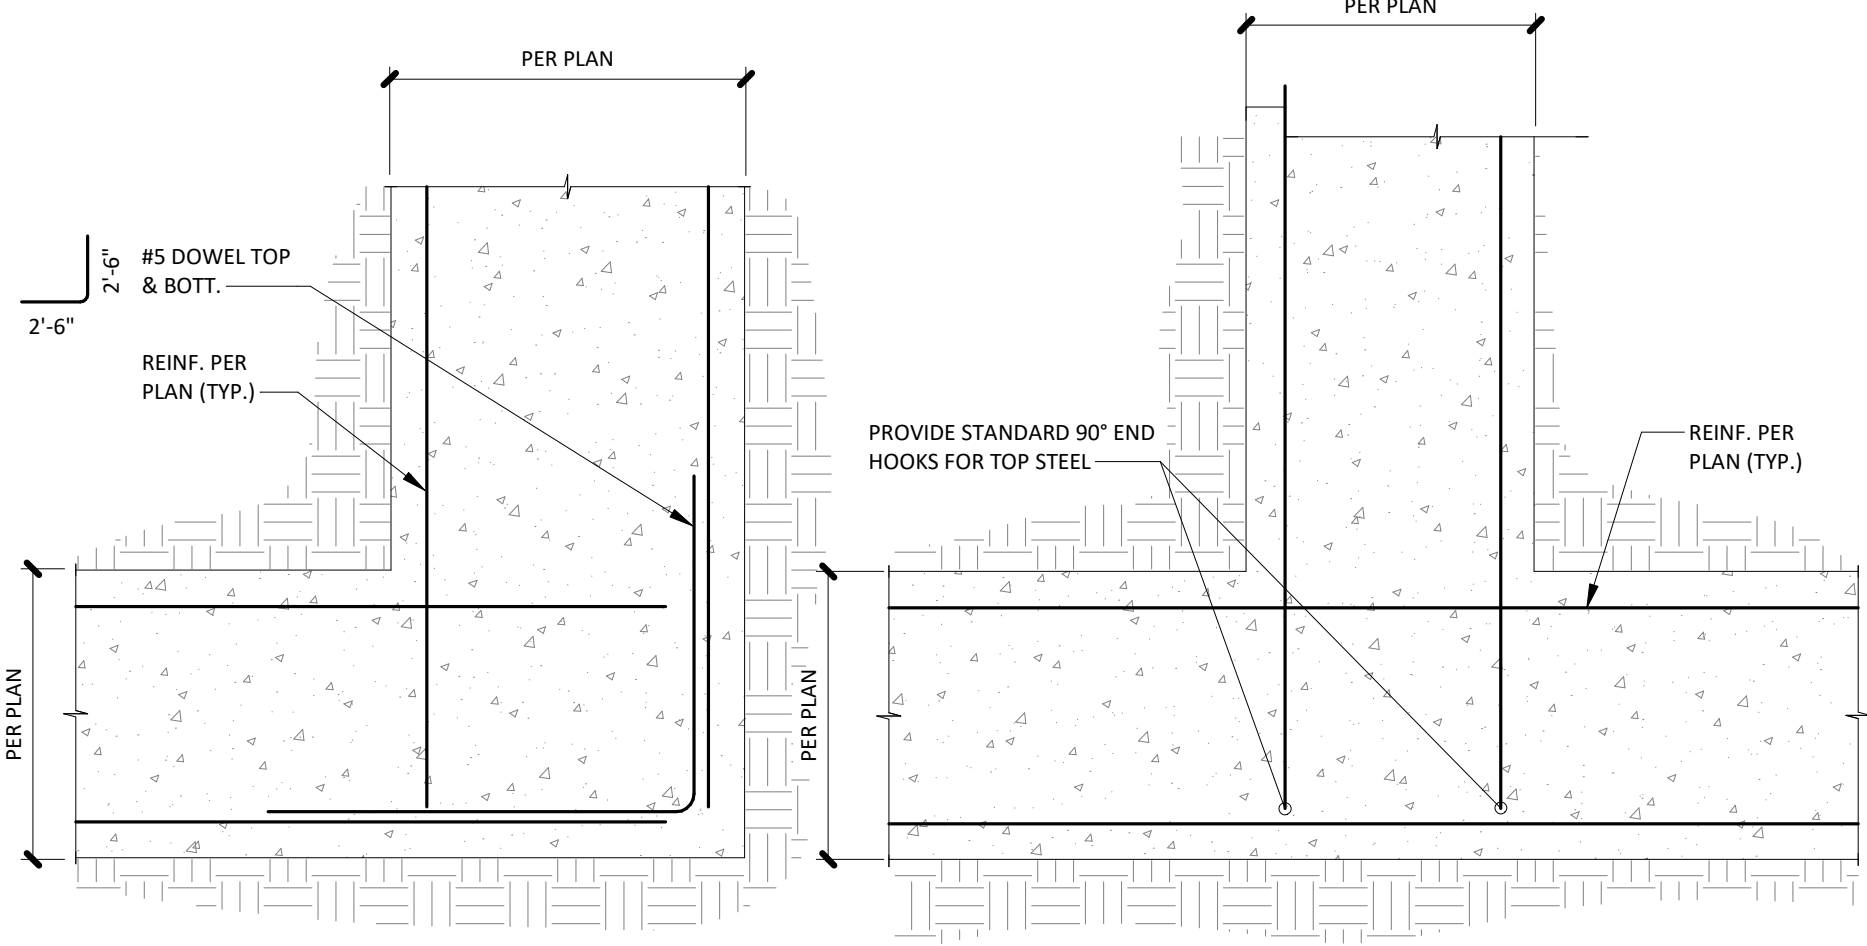 PER PLAN
PER PLAN
2'-6"
#5 DOWEL TOP
& BOTT.
2'-6"
REINF. PER
PLAN (TYP.)
PER PLAN
PROVIDE STANDARD 90° END
HOOKS FOR TOP STEEL
REINF. PER
PLAN (TYP.)
PER PLAN